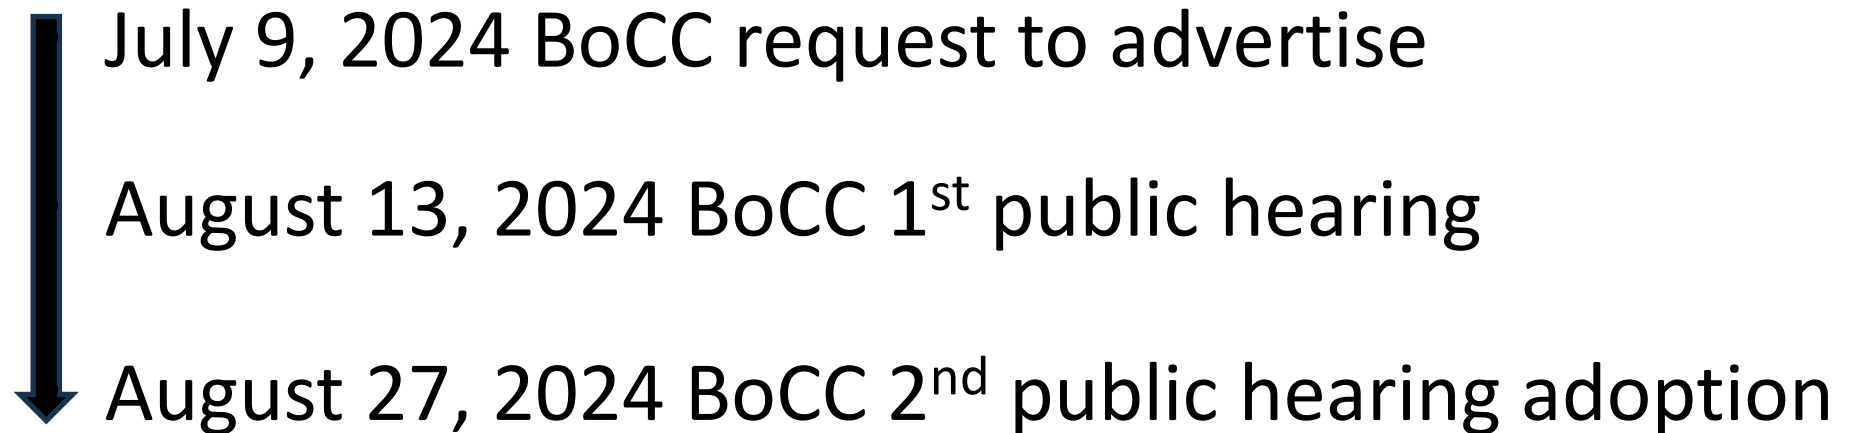 July 9, 2024 BoCC request to advertise
August 13, 2024 BoCC 1st public hearing
August 27, 2024 BoCC 2nd public hearing adoption